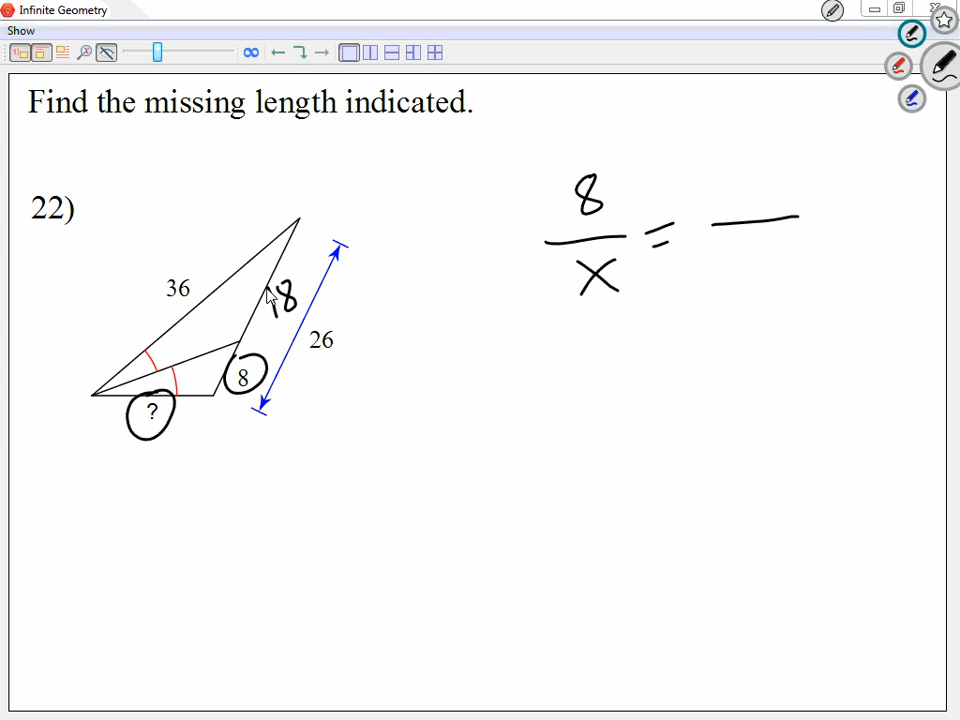 Infinite Geometry
Show
Find the missing length indicated.
22)
36
18
26
8
?
8
x
=